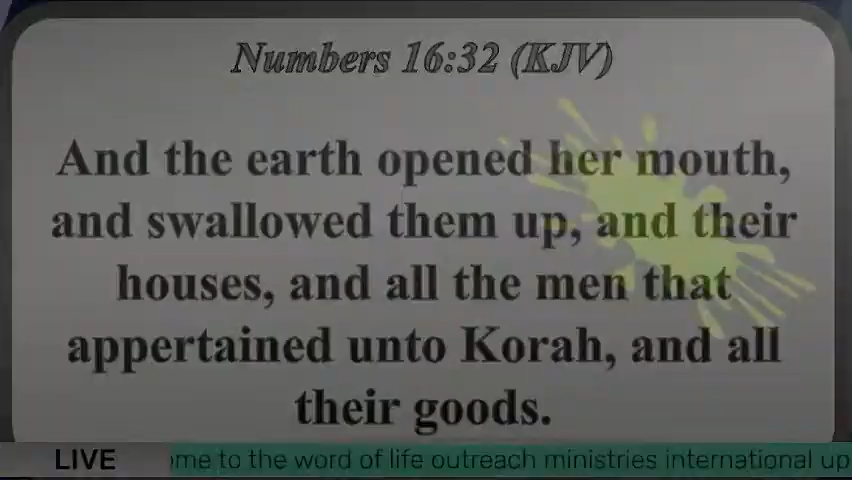 Numbers 16:32 (KJV)
And the earth opened her mouth,
and swallowed them up, and their
houses, and all the men that
appertained unto Korah, and all
their goods.
LIVE
me to the word of life outreach ministries international up